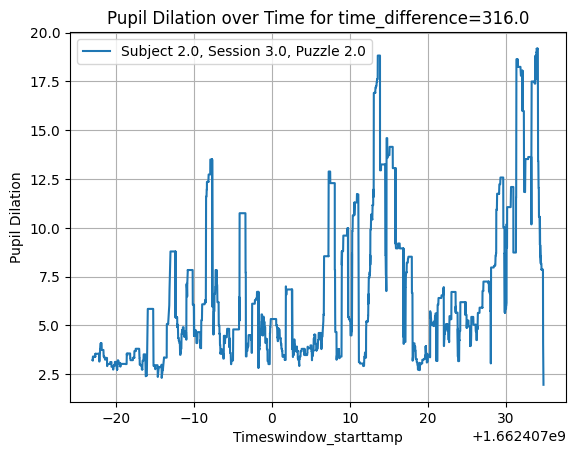 Pupil Dilation over Time for time_difference=316.0
Subject 2.0, Session 3.0, Puzzle 2.0
Pupil Dilation
20.0
17.5
15.0
12.5
10.0
7.5
5.0
2.5
−20
−10
0
10
20
30
+1.662407e9
Timeswindow_starttamp